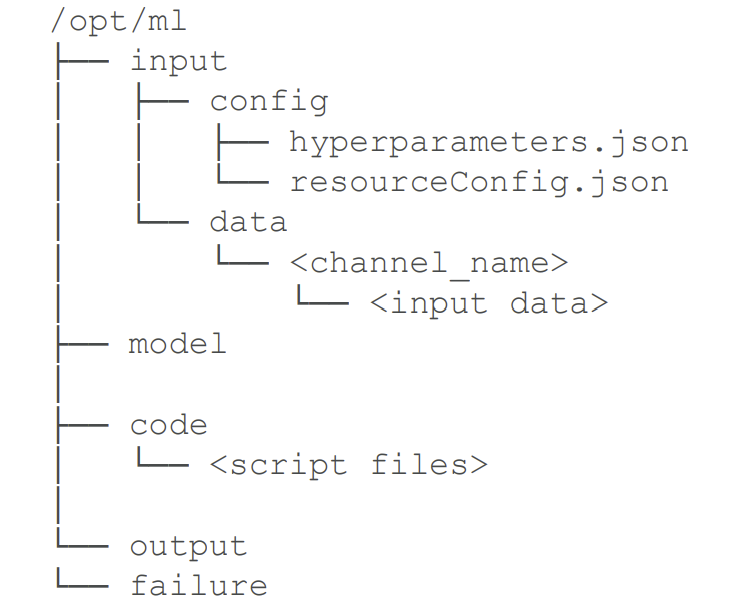 /opt/ml
├── input
│   ├── config
│   │   ├── hyperparameters.json
│   │   └── resourceConfig.json
│   └── data
│       └── <channel_name>
│           └── <input data>
├── model
│
├── code
│   └── <script files>
│
└── output
└── failure